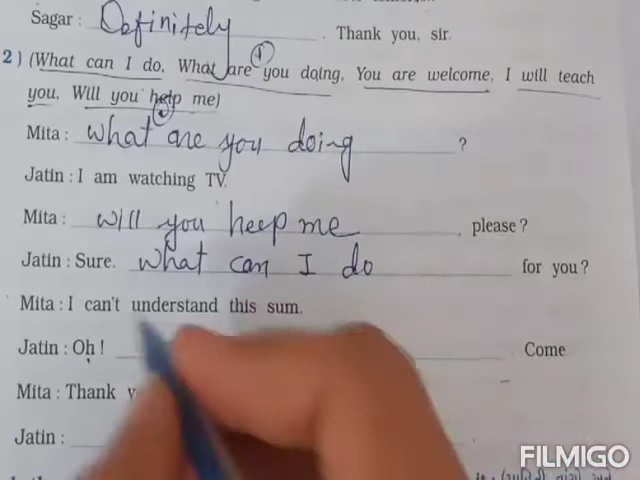 Sagar : Definitely . Thank you, sir.
2) (What can I do, What are you doing, You are welcome, I will teach
you, Will you help me)
Mita : What are you doing ?
Jatin : I am watching TV.
Mita : will you heep me , please?
Jatin : Sure. what can I do for you?
Mita : I can't understand this sum.
Jatin : Oh ! Come
Mita : Thank
Jatin :
FILMIGO